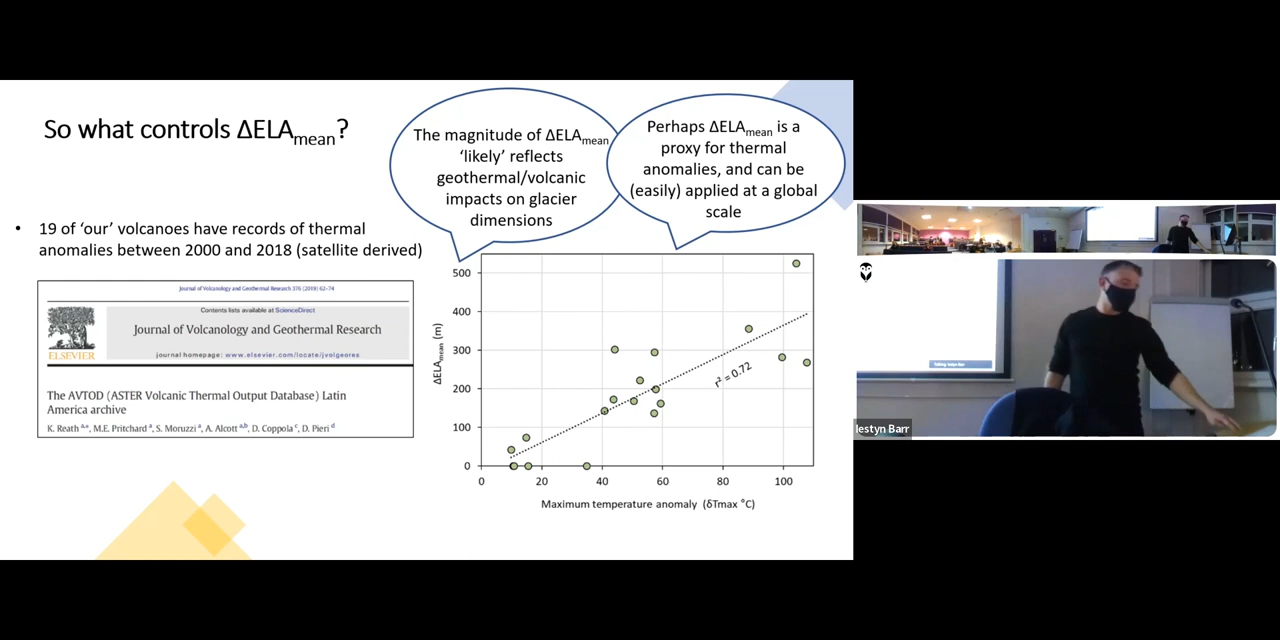 So what controls ΔELAmean?
The magnitude of ΔELAmean
‘likely’ reflects
geothermal/volcanic
impacts on glacier
dimensions
Perhaps ΔELAmean is a
proxy for thermal
anomalies, and can be
(easily) applied at a global
scale
• 19 of ‘our’ volcanoes have records of thermal
anomalies between 2000 and 2018 (satellite derived)
Journal of Volcanology and Geothermal Research 376 (2019) 62–74
Contents lists available at ScienceDirect
Journal of Volcanology and Geothermal Research
journal homepage: www.elsevier.com/locate/jvolgeores
ELSEVIER
The AVTOD (ASTER Volcanic Thermal Output Database) Latin
America archive
K. Reath a,*, M.E. Pritchard a, S. Moruzzi a, A. Alcott a,b, D. Coppola c, D. Pieri d
ΔELAmean (m)
500
400
300
200
100
0
r² = 0.72
0 20 40 60 80 100
Maximum temperature anomaly (δTmax °C)
Talking: Iestyn Barr
Iestyn Barr